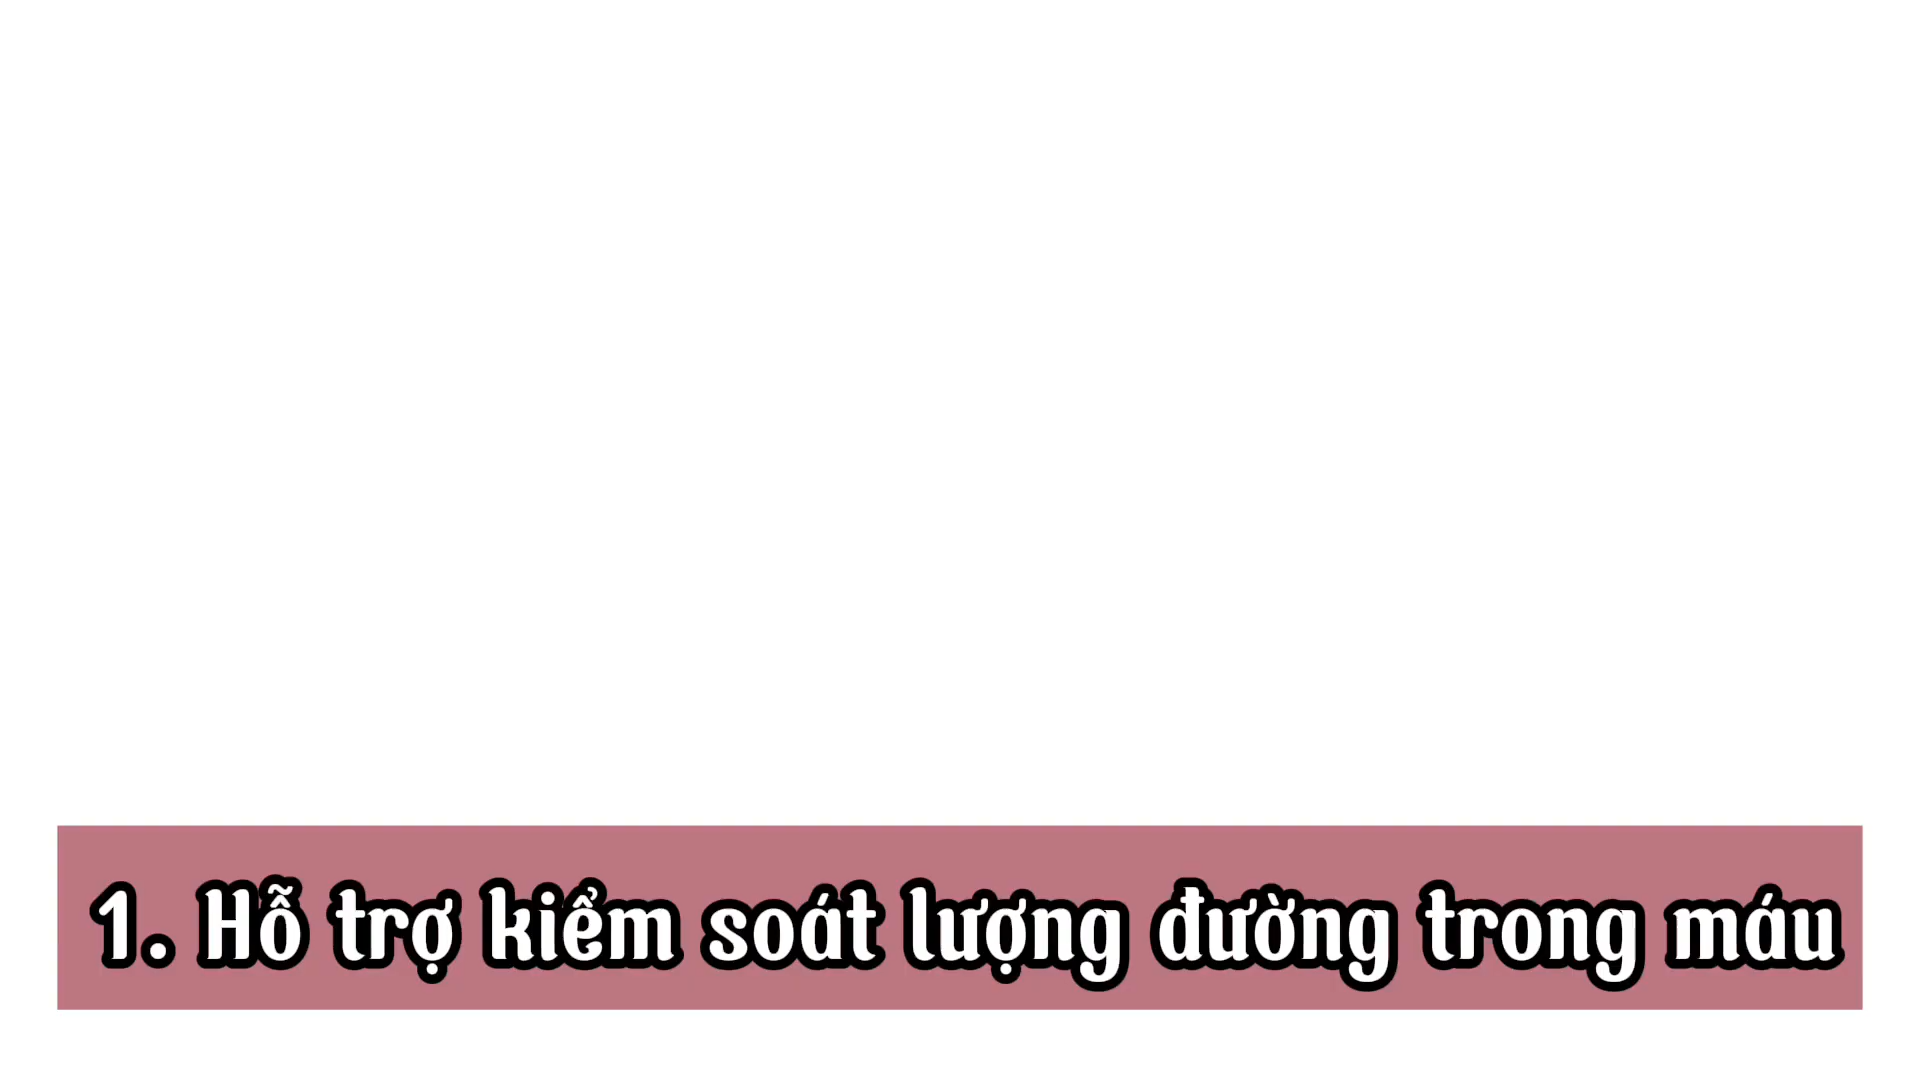 1. Hỗ trợ kiểm soát lượng đường trong máu